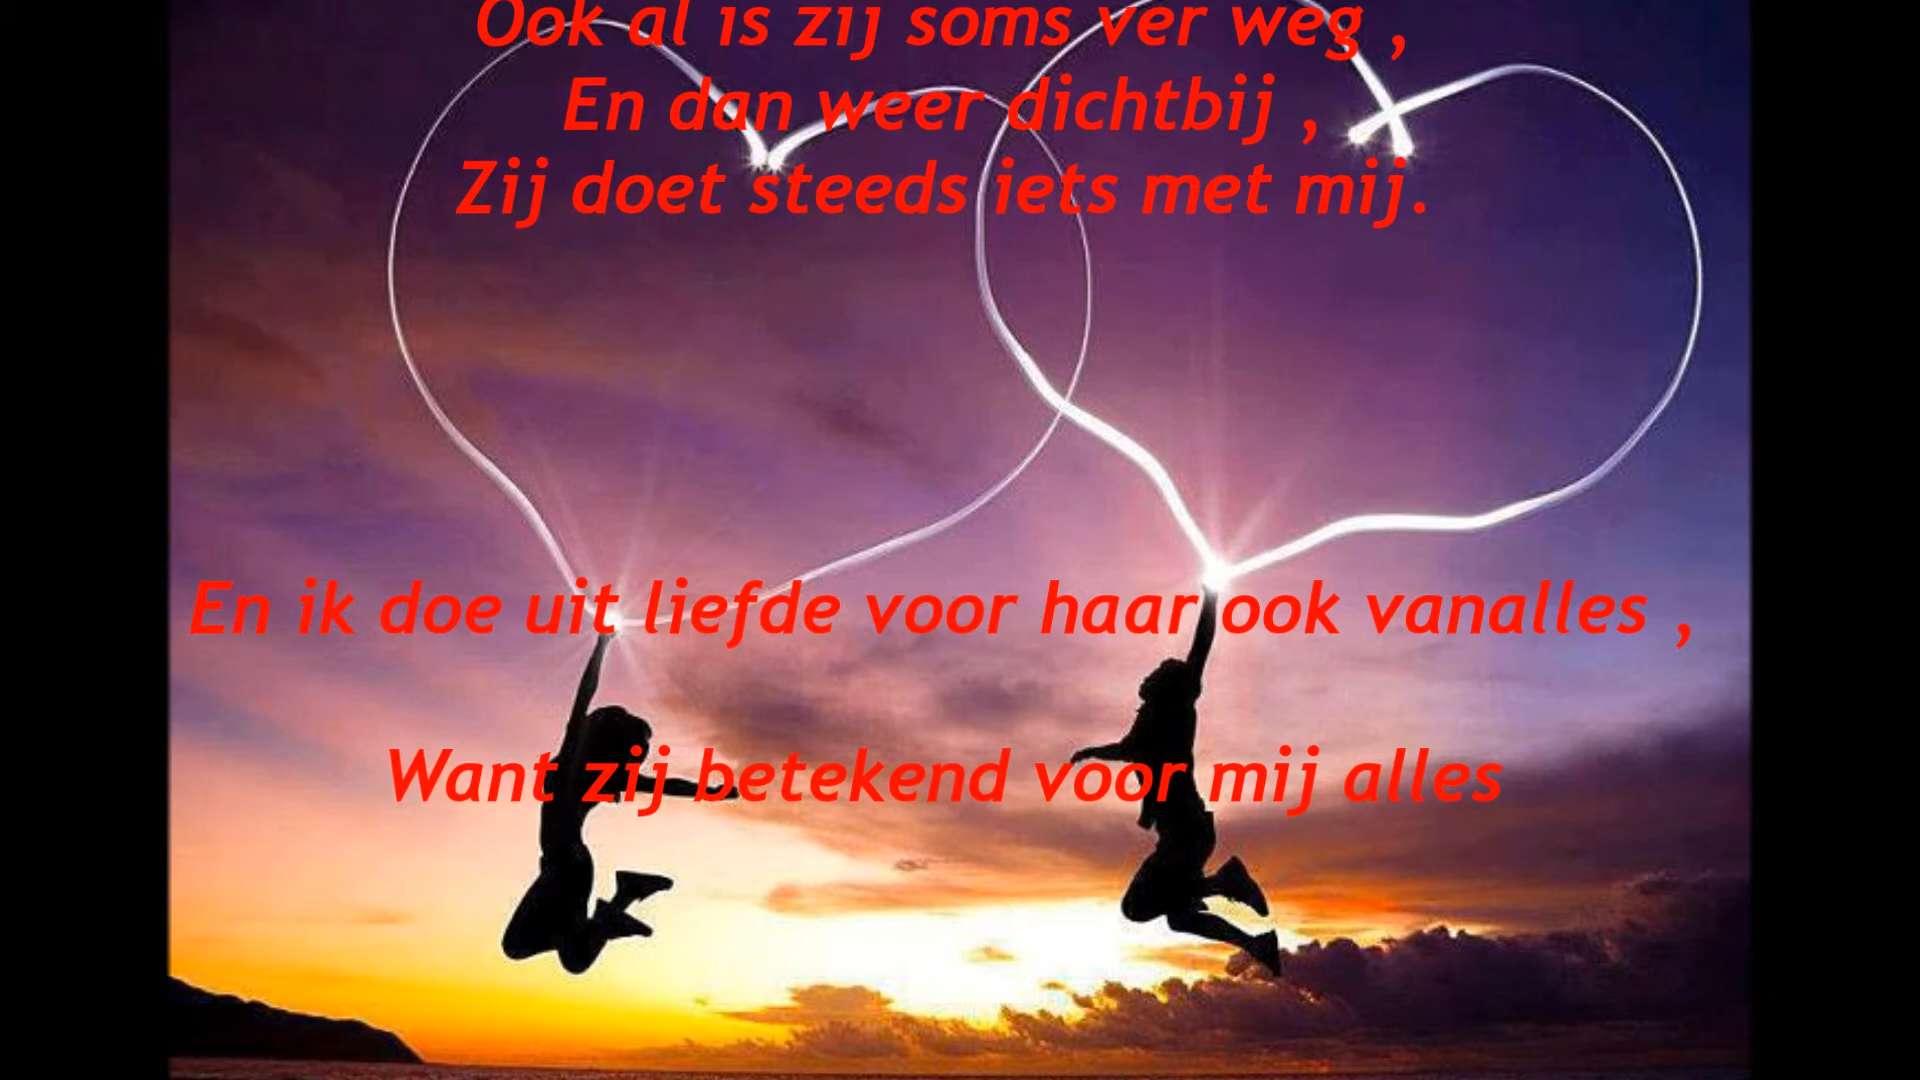 Ook al is zij soms ver weg ,
En dan weer dichtbij ,
Zij doet steeds iets met mij.
En ik doe uit liefde voor haar ook vanalles ,
Want zij betekend voor mij alles